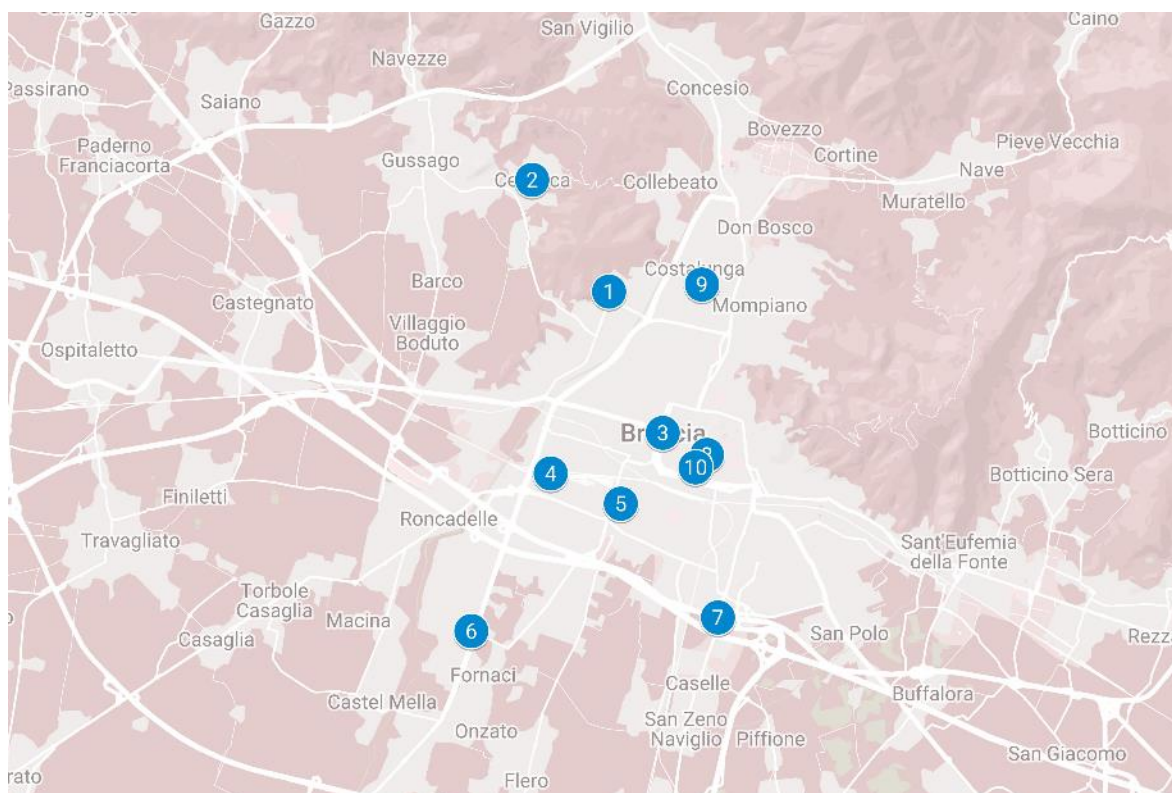 Gazzo
San Vigilio
Caino
Navezze
Passirano
Saiano
Concesio
Bovezzo
Paderno
Franciacorta
Gussago
Cortine
Pieve Vecchia
Nave
2
Collebeato
Muratello
Don Bosco
Costalunga
Barco
1
9
Castegnato
Mompiano
Villaggio
Boduto
Ospitaletto
3
Botticino
10
4
Botticino Sera
Finiletti
5
Roncadelle
Travagliato
Sant'Eufemia
della Fonte
Torbole
Casaglia
Macina
7
6
San Polo
Casaglia
Fornaci
Caselle
Buffalora
Castel Mella
San Zeno
Naviglio
Onzato
Piffione
San Giacomo
Flero